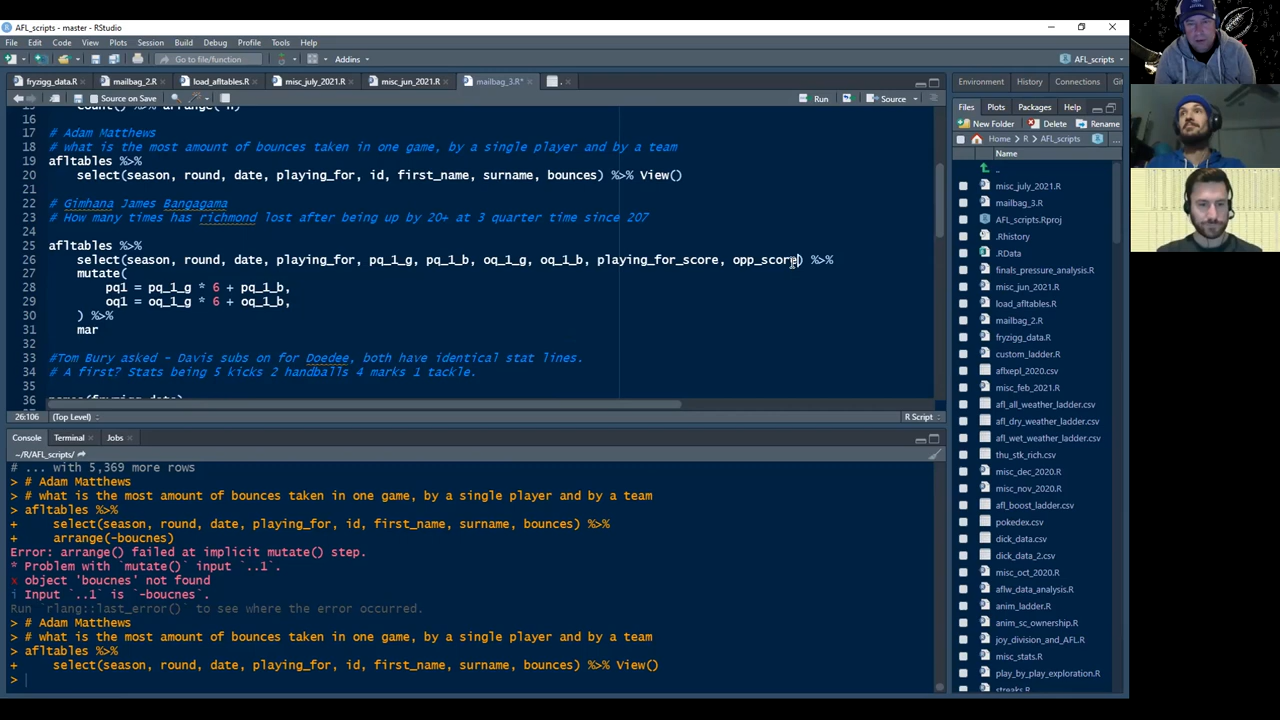 AFL_scripts - master - RStudio
File Edit Code View Plots Session Build Debug Profile Tools Help
Go to file/function Addins AFL_scripts
fryzigg_data.R mailbag_2.R load_afltables.R misc_july_2021.R misc_jun_2021.R mailbag_3.R*
Source on Save Run Source
15 count() %>% arrange(-n)
16
17 # Adam Matthews
18 # what is the most amount of bounces taken in one game, by a single player and by a team
19 afltables %>%
20 select(season, round, date, playing_for, id, first_name, surname, bounces) %>% View()
21
22 # Gimhana James Bangagama
23 # How many times has richmond lost after being up by 20+ at 3 quarter time since 207
24
25 afltables %>%
26 select(season, round, date, playing_for, pq_1_g, pq_1_b, oq_1_g, oq_1_b, playing_for_score, opp_score) %>%
27 mutate(
28 pq1 = pq_1_g * 6 + pq_1_b,
29 oq1 = oq_1_g * 6 + oq_1_b,
30 ) %>%
31 mar
32
33 #Tom Bury asked - Davis subs on for Doedee, both have identical stat lines.
34 # A first? Stats being 5 kicks 2 handballs 4 marks 1 tackle.
35
36 names(fryzigg_data)
26:106 (Top Level) R Script
Console Terminal Jobs
~/R/AFL_scripts/
# ... with 5,369 more rows
> # Adam Matthews
> # what is the most amount of bounces taken in one game, by a single player and by a team
> afltables %>%
+ select(season, round, date, playing_for, id, first_name, surname, bounces) %>%
+ arrange(-boucnes)
Error: arrange() failed at implicit mutate() step.
* Problem with `mutate()` input `..1`.
x object 'boucnes' not found
i Input `..1` is `-boucnes`.
Run `rlang::last_error()` to see where the error occurred.
> # Adam Matthews
> # what is the most amount of bounces taken in one game, by a single player and by a team
> afltables %>%
+ select(season, round, date, playing_for, id, first_name, surname, bounces) %>% View()
>
Environment History Connections
Files Plots Packages Help
New Folder Delete Rename
Home R AFL_scripts ...
Name
..
misc_july_2021.R
mailbag_3.R
AFL_scripts.Rproj
.Rhistory
.RData
finals_pressure_analysis.R
misc_jun_2021.R
load_afltables.R
mailbag_2.R
fryzigg_data.R
custom_ladder.R
aflxepl_2020.csv
misc_feb_2021.R
afl_all_weather_ladder.csv
afl_dry_weather_ladder.csv
afl_wet_weather_ladder.csv
thu_stk_rich.csv
misc_dec_2020.R
misc_nov_2020.R
afl_boost_ladder.csv
pokedex.csv
dick_data.csv
dick_data_2.csv
misc_oct_2020.R
aflw_data_analysis.R
anim_ladder.R
anim_sc_ownership.R
joy_division_and_AFL.R
misc_stats.R
play_by_play_exploration.R
streaks.R